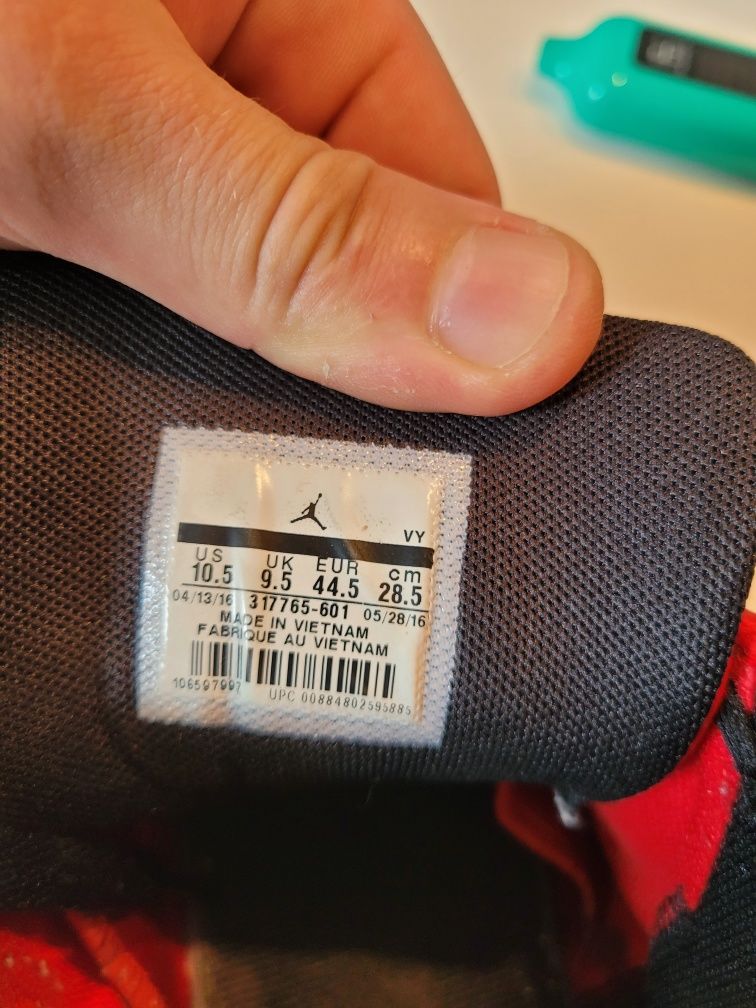 VY
US UK EUR cm
10.5 9.5 44.5 28.5
04/13/16 317765-601 05/28/16
MADE IN VIETNAM
FABRIQUE AU VIETNAM
106597997
UPC 00884802595885